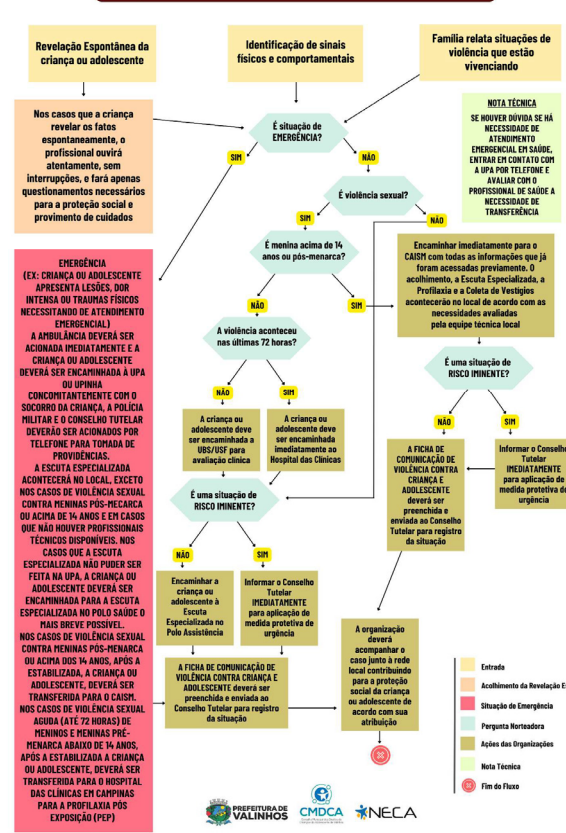 Revelação Espontânea da
criança ou adolescente
Identificação de sinais
físicos e comportamentais
Família relata situações de
violência que estão
vivenciando
Nos casos que a criança
revelar os fatos
espontaneamente, o
profissional ouvirá
atentamente, sem
interrupções, e fará apenas
questionamentos necessários
para a proteção social e
provimento de cuidados
É situação de
EMERGÊNCIA?
NOTA TÉCNICA
SE HOUVER DÚVIDA SE HÁ
NECESSIDADE DE
ATENDIMENTO
EMERGENCIAL EM SAÚDE,
ENTRAR EM CONTATO COM
A UPA POR TELEFONE E
AVALIAR COM O
PROFISSIONAL DE SAÚDE A
NECESSIDADE DE
TRANSFERÊNCIA
SIM
NÃO
É violência sexual?
SIM
NÃO
É menina acima de 14
anos ou pós-menarca?
Encaminhar imediatamente para o
CAISM com todas as informações que já
foram acessadas previamente. O
acolhimento, a Escuta Especializada, a
Profilaxia e a Coleta de Vestígios
acontecerão no local de acordo com as
necessidades avaliadas
pela equipe técnica local
NÃO
SIM
EMERGÊNCIA
(EX: CRIANÇA OU ADOLESCENTE
APRESENTA LESÕES, DOR
INTENSA OU TRAUMAS FÍSICOS
NECESSITANDO DE ATENDIMENTO
EMERGENCIAL)
A AMBULÂNCIA DEVERÁ SER
ACIONADA IMEDIATAMENTE E A
CRIANÇA OU ADOLESCENTE
DEVERÁ SER ENCAMINHADA À UPA
OU UPINHA
CONCOMITANTEMENTE COM O
SOCORRO DA CRIANÇA, A POLÍCIA
MILITAR E O CONSELHO TUTELAR
DEVERÃO SER ACIONADOS POR
TELEFONE PARA TOMADA DE
PROVIDÊNCIAS.
A ESCUTA ESPECIALIZADA
ACONTECERÁ NO LOCAL, EXCETO
NOS CASOS DE VIOLÊNCIA SEXUAL
CONTRA MENINAS PÓS-MECARCA
OU ACIMA DE 14 ANOS E EM CASOS
QUE NÃO HOUVER PROFISSIONAIS
TÉCNICOS DISPONÍVEIS. NOS
CASOS QUE A ESCUTA
ESPECIALIZADA NÃO PUDER SER
FEITA NA UPA, A CRIANÇA OU
ADOLESCENTE DEVERÁ SER
ENCAMINHADA PARA A ESCUTA
ESPECIALIZADA NO POLO SAÚDE O
MAIS BREVE POSSÍVEL.
NOS CASOS DE VIOLÊNCIA SEXUAL
CONTRA MENINAS PÓS-MENARCA
OU ACIMA DOS 14 ANOS, APÓS A
ESTABILIZADA, A CRIANÇA OU
ADOLESCENTE, DEVERÁ SER
TRANSFERIDA PARA O CAISM.
NOS CASOS DE VIOLÊNCIA SEXUAL
AGUDA (ATÉ 72 HORAS) DE
MENINOS E MENINAS PRÉ-
MENARCA ABAIXO DE 14 ANOS,
APÓS A ESTABILIZADA A CRIANÇA
OU ADOLESCENTE, DEVERÁ SER
TRANSFERIDA PARA O HOSPITAL
DAS CLÍNICAS EM CAMPINAS
PARA A PROFILAXIA PÓS
EXPOSIÇÃO (PEP)
A violência aconteceu
nas últimas 72 horas?
NÃO
SIM
A criança ou
adolescente deve
ser encaminhada a
UBS/USF para
avaliação clínica
A criança ou
adolescente deve
ser encaminhada
imediatamente ao
Hospital das Clínicas
É uma situação de
RISCO IMINENTE?
NÃO
SIM
A FICHA DE
COMUNICAÇÃO DE
VIOLÊNCIA CONTRA
CRIANÇA E
ADOLESCENTE
deverá ser
preenchida e
enviada ao Conselho
Tutelar para registro
da situação
Informar o Conselho
Tutelar
IMEDIATAMENTE
para aplicação de
medida protetiva de
urgência
É uma situação de
RISCO IMINENTE?
NÃO
SIM
Encaminhar a
criança ou
adolescente à
Escuta
Especializada no
Polo Assistência
Informar o Conselho
Tutelar
IMEDIATAMENTE
para aplicação de
medida protetiva de
urgência
A FICHA DE COMUNICAÇÃO DE
VIOLÊNCIA CONTRA CRIANÇA E
ADOLESCENTE deverá ser
preenchida e enviada ao
Conselho Tutelar para registro
da situação
A organização
deverá
acompanhar o
caso junto à rede
local contribuindo
para a proteção
social da criança
ou adolescente de
acordo com sua
atribuição
Entrada
Acolhimento da Revelação Es
Situação de Emergência
Pergunta Norteadora
Ações das Organizações
Nota Técnica
Fim do Fluxo
PREFEITURA DE
VALINHOS
CMDCA
NECA